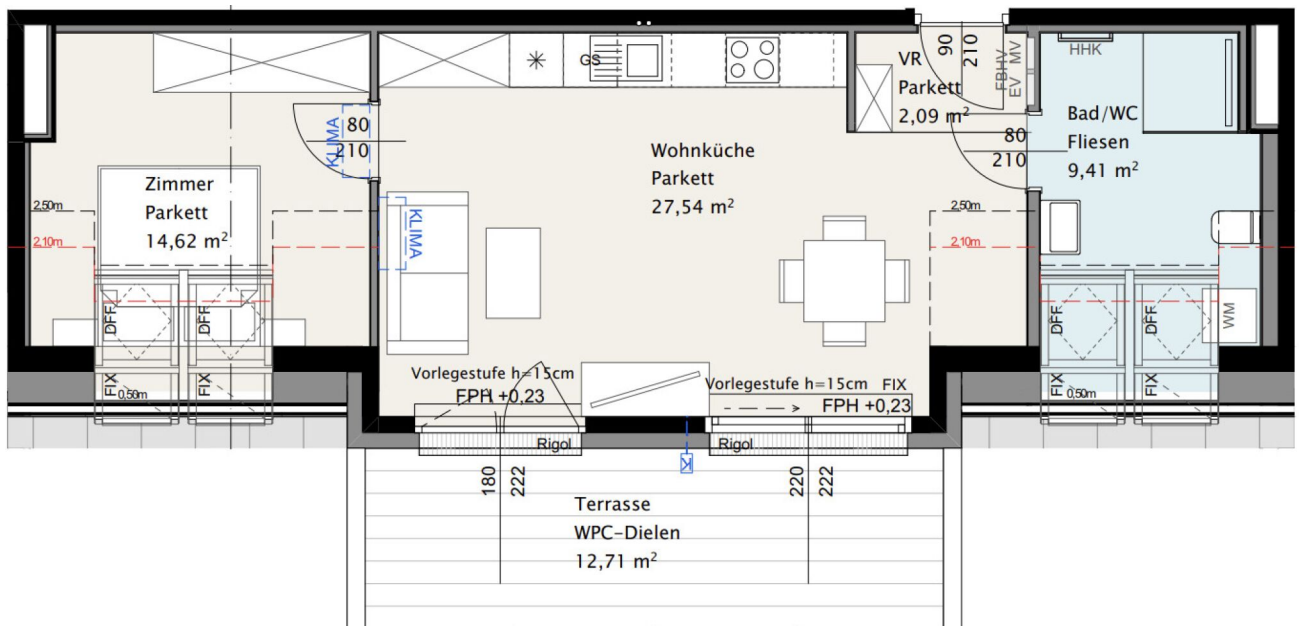 GS
90
210
VR
Parkett
2,09 m²
FBHV
EV MV
HHK
Bad/WC
Fliesen
9,41 m²
80
210
KLIMA
80
210
Wohnküche
Parkett
27,54 m²
Zimmer
Parkett
14,62 m²
2,50m
2,10m
KLIMA
2,50m
2,10m
DFF
DFF
FIX
FIX
0,50m
Vorlegestufe h=15cm
FPH +0,23
Vorlegestufe h=15cm
FIX
FPH +0,23
DFF
DFF
WM
FIX
FIX
0,50m
Rigol
Rigol
K
180
222
220
222
Terrasse
WPC-Dielen
12,71 m²